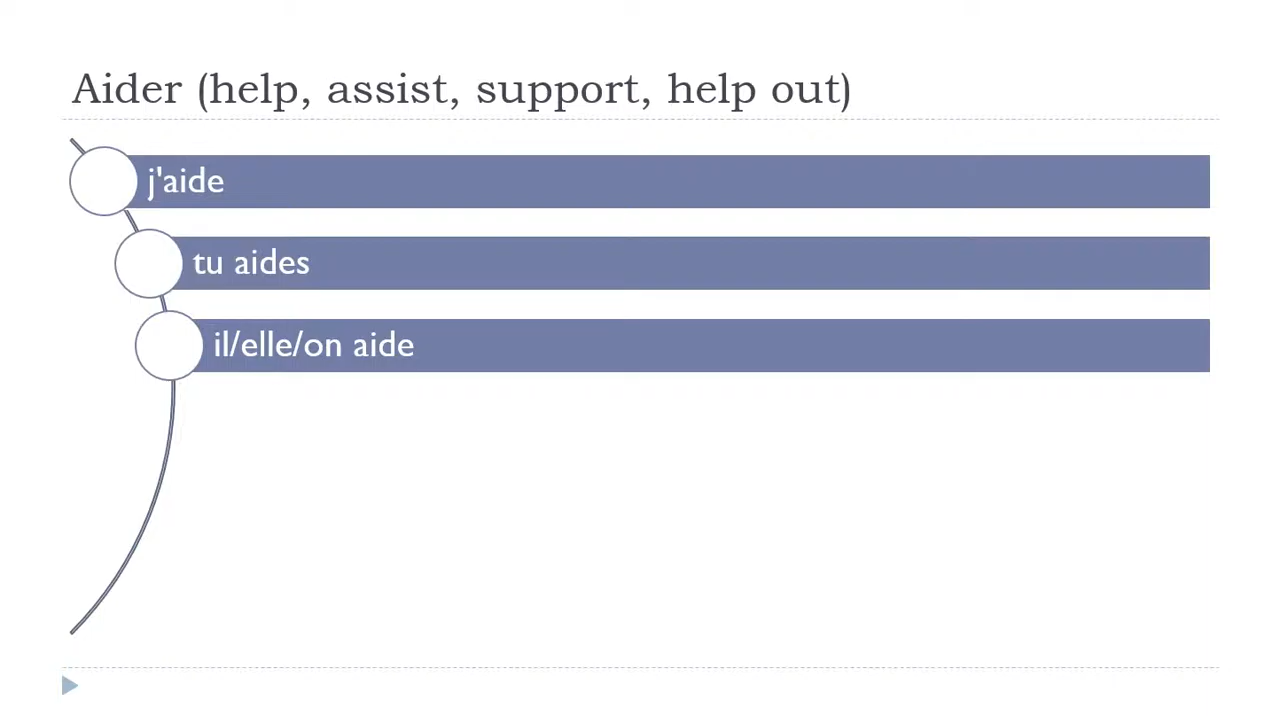 Aider (help, assist, support, help out)
j'aide
tu aides
il/elle/on aide